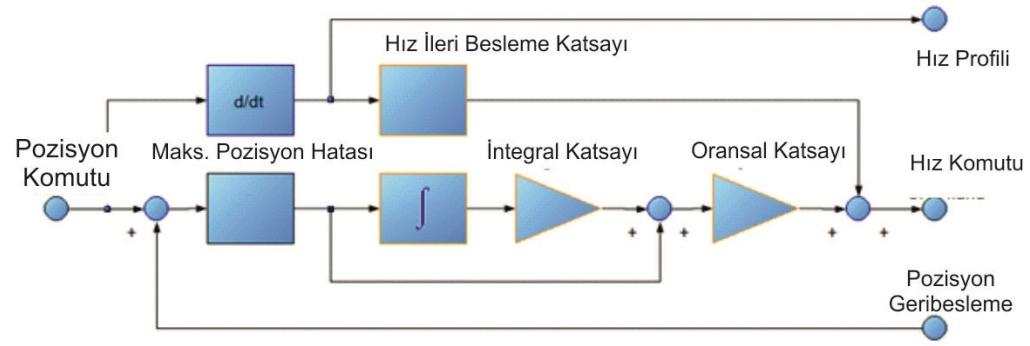 Hız İleri Besleme Katsayı
Hız Profili
d/dt
Pozisyon
Komutu
Maks. Pozisyon Hatası
İntegral Katsayı
Oransal Katsayı
Hız Komutu
∫
+
+
+
+
+
Pozisyon
Geribesleme